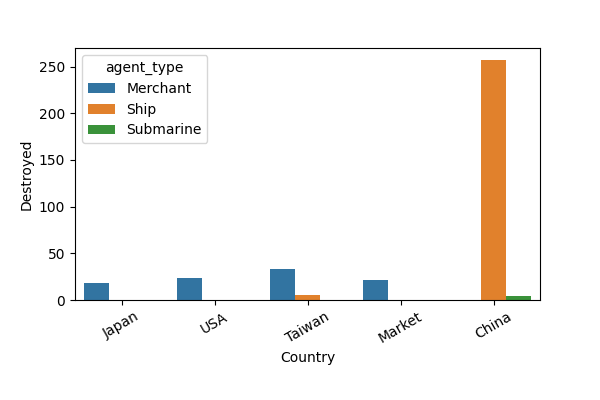 agent_type
Merchant
Ship
Submarine
250
200
150
100
50
0
Destroyed
Japan
USA
Taiwan
Market
China
Country